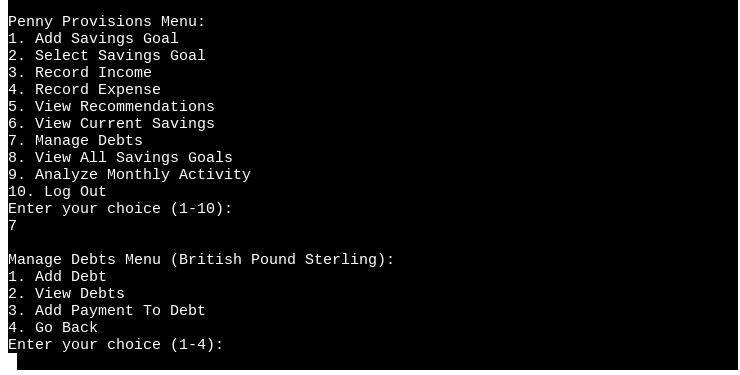 Penny Provisions Menu:
1. Add Savings Goal
2. Select Savings Goal
3. Record Income
4. Record Expense
5. View Recommendations
6. View Current Savings
7. Manage Debts
8. View All Savings Goals
9. Analyze Monthly Activity
10. Log Out
Enter your choice (1-10):
7
Manage Debts Menu (British Pound Sterling):
1. Add Debt
2. View Debts
3. Add Payment To Debt
4. Go Back
Enter your choice (1-4):